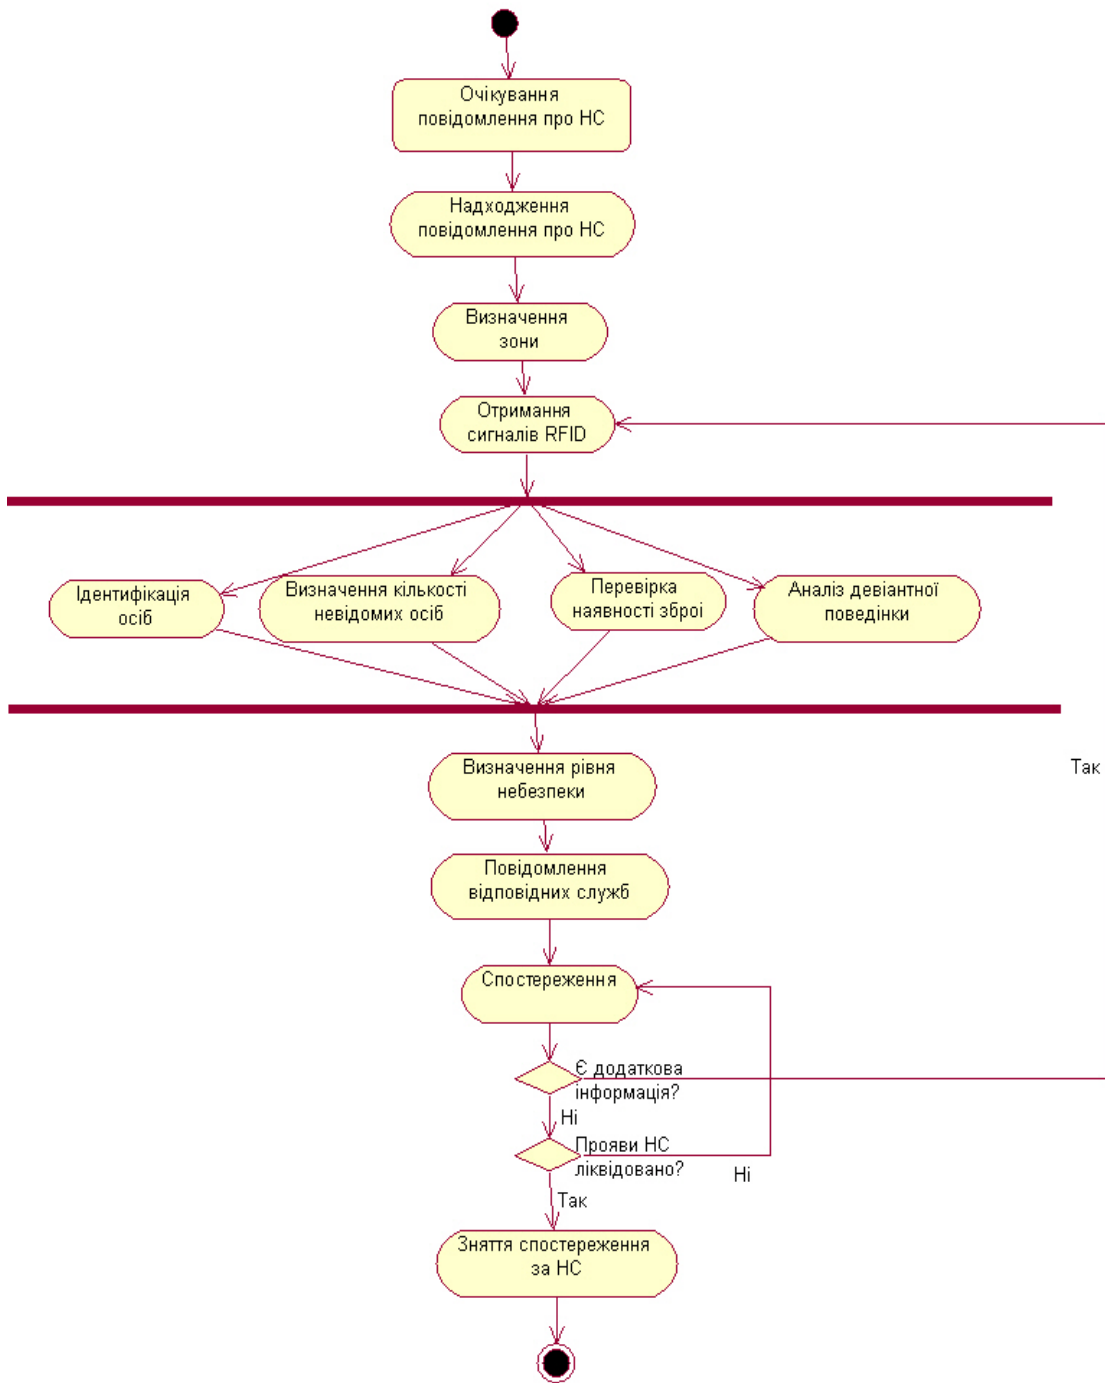 Очікування
повідомлення про НС
Надходження
повідомлення про НС
Визначення
зони
Отримання
сигналів RFID
Ідентифікація
осіб
Визначення кількості
невідомих осіб
Перевірка
наявності зброї
Аналіз девіантної
поведінки
Визначення рівня
небезпеки
Так
Повідомлення
відповідних служб
Спостереження
Є додаткова
інформація?
Ні
Прояви НС
ліквідовано?
Ні
Так
Зняття спостереження
за НС